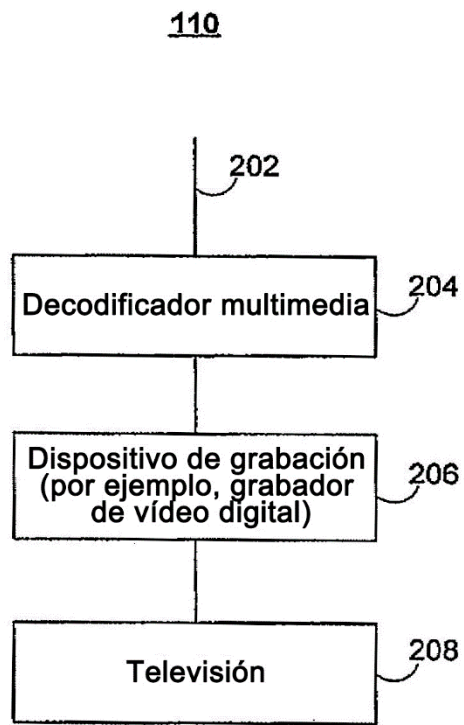 110
202
Decodificador multimedia
204
Dispositivo de grabación
(por ejemplo, grabador
de vídeo digital)
206
Televisión
208